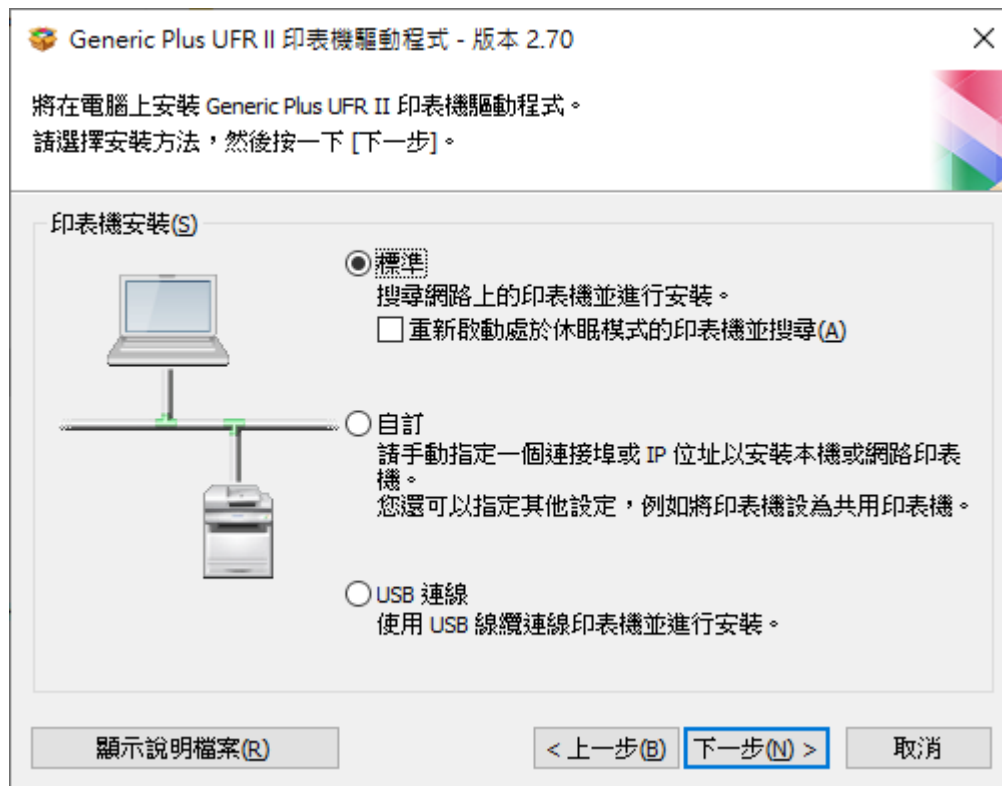 Generic Plus UFR II 印表機驅動程式 - 版本 2.70
將在電腦上安裝 Generic Plus UFR II 印表機驅動程式。
請選擇安裝方法，然後按一下 [下一步]。
印表機安裝(S)
標準
搜尋網路上的印表機並進行安裝。
重新啟動處於休眠模式的印表機並搜尋(A)
自訂
請手動指定一個連接埠或 IP 位址以安裝本機或網路印表
機。
您還可以指定其他設定，例如將印表機設為共用印表機。
USB 連線
使用 USB 線纜連線印表機並進行安裝。
顯示說明檔案(R)
< 上一步(B)
下一步(N) >
取消